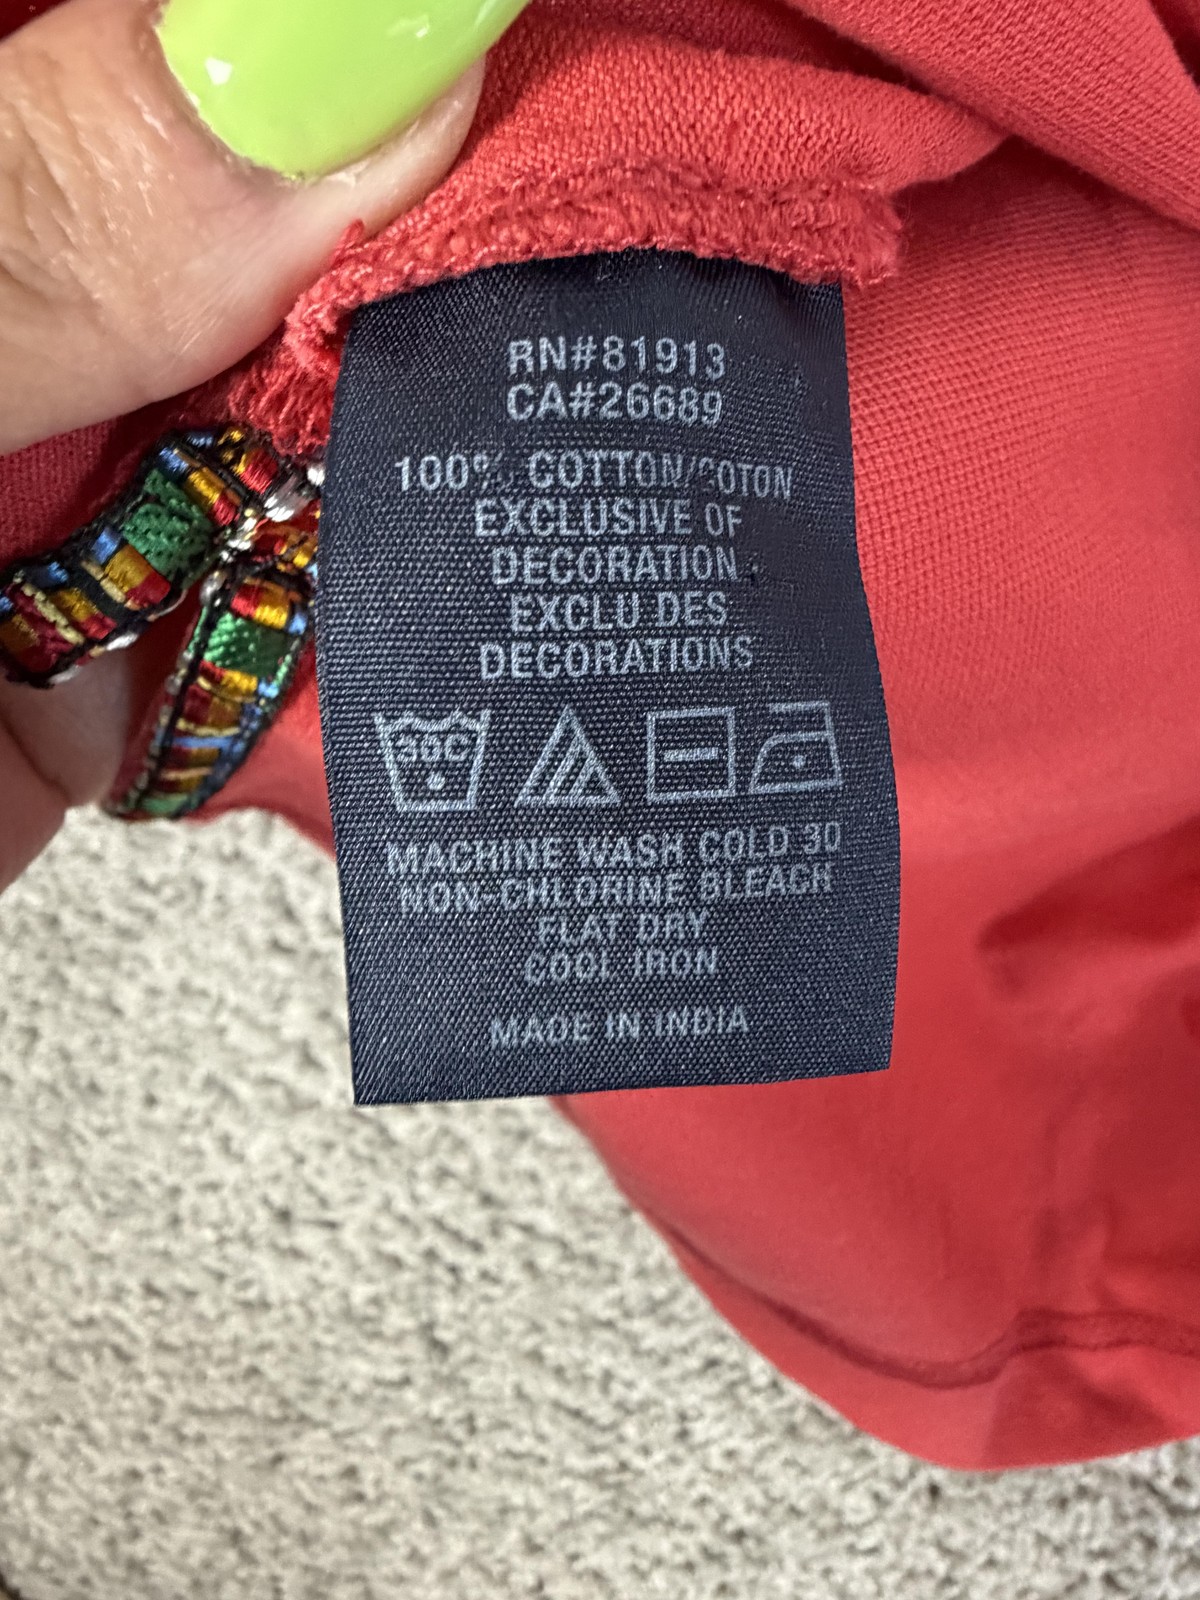 RN#81913
CA#26689
100% COTTON/COTON
EXCLUSIVE OF
DECORATION
EXCLU DES
DECORATIONS
30C
MACHINE WASH COLD 30
NON-CHLORINE BLEACH
FLAT DRY
COOL IRON
MADE IN INDIA